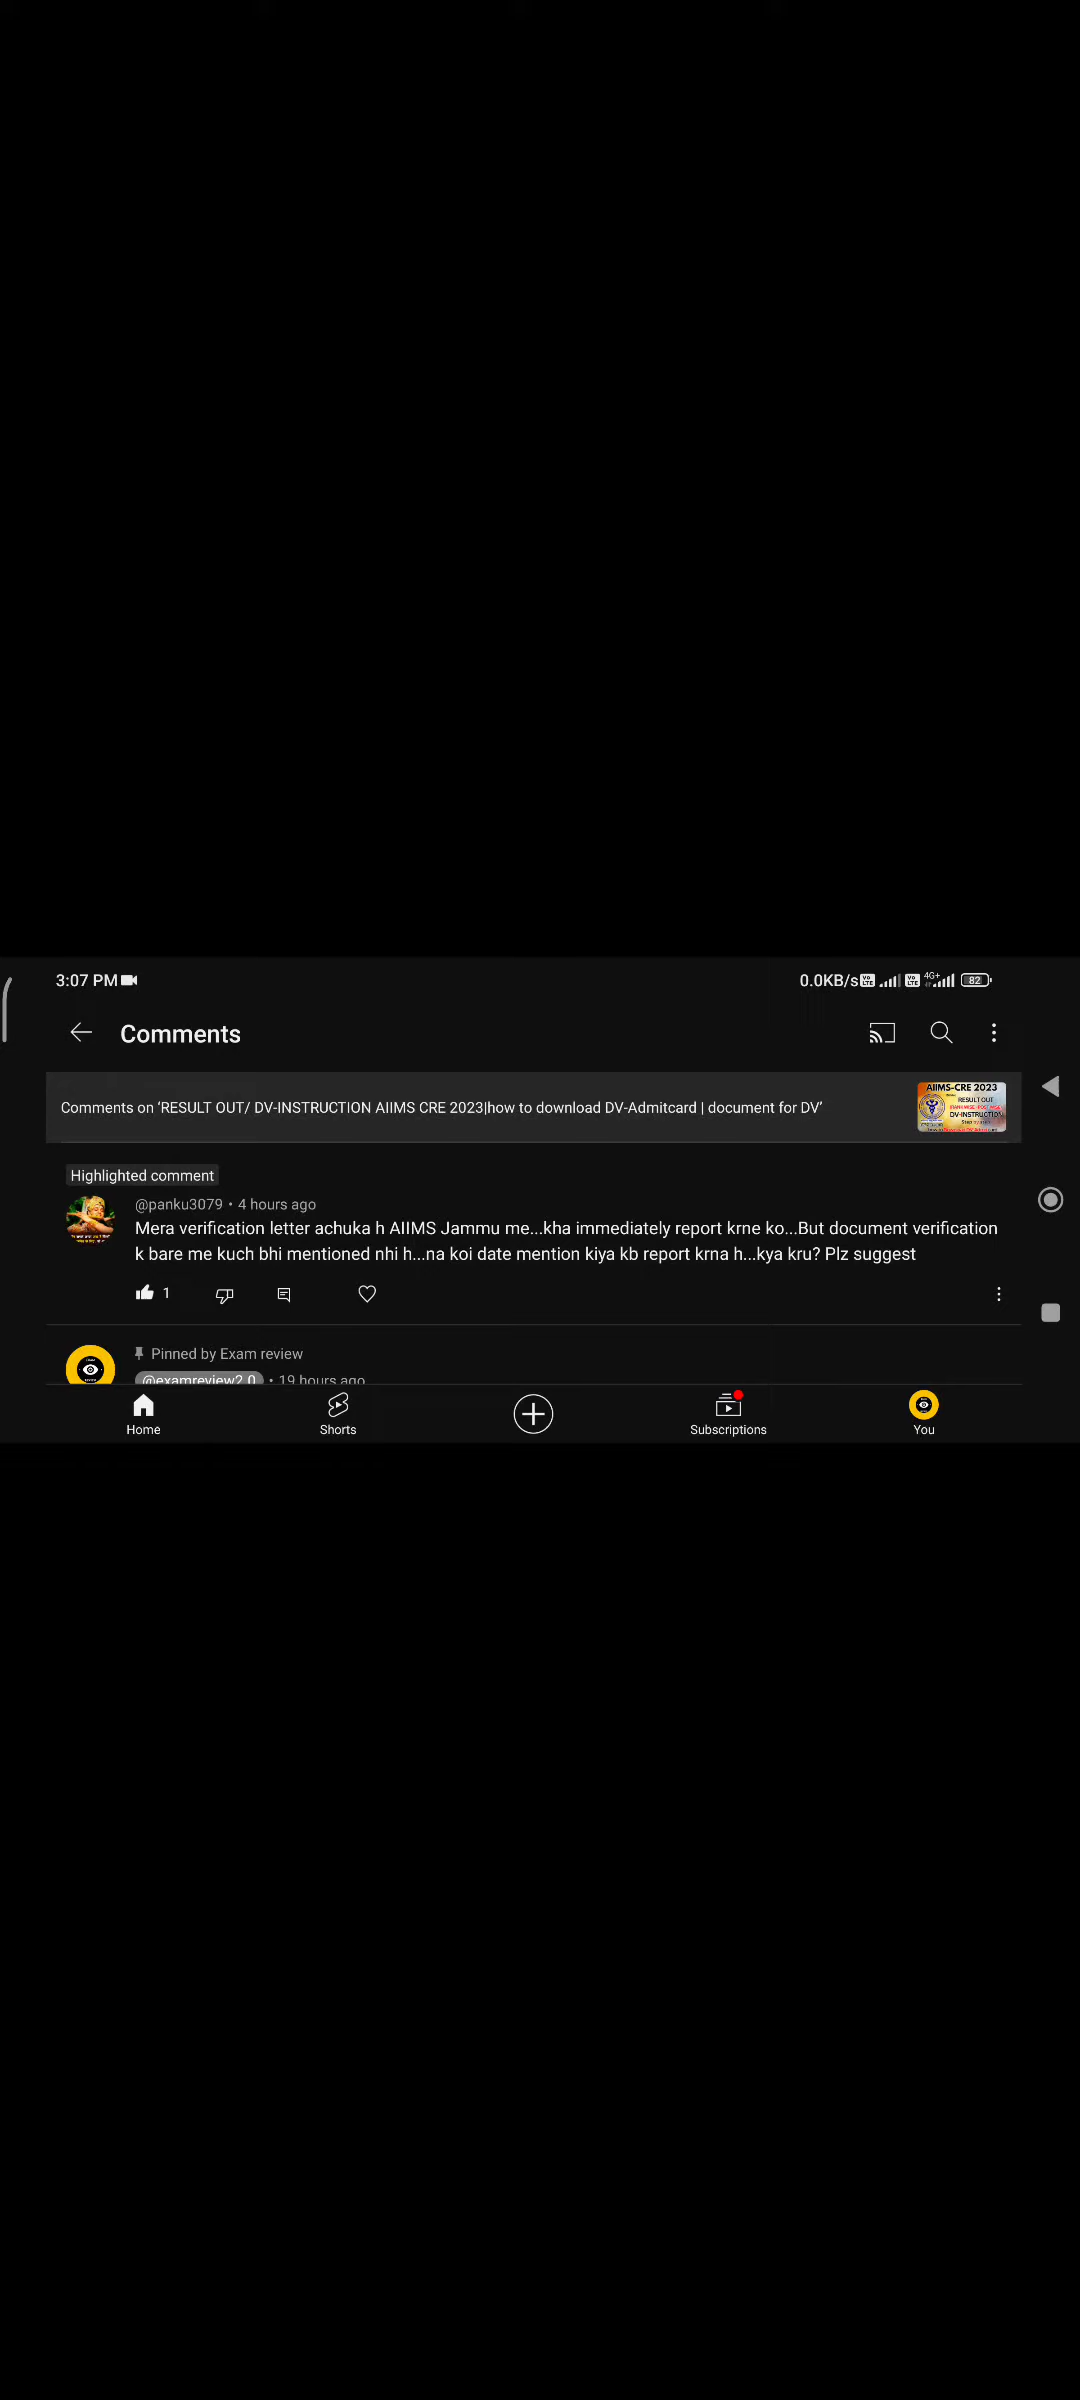 3:07 PM
0.0KB/s
4G+
82
Comments
Comments on ‘RESULT OUT/ DV-INSTRUCTION AIIMS CRE 2023|how to download DV-Admitcard | document for DV’
AIIMS-CRE 2023
RESULT OUT
DV-INSTRUCTION
Highlighted comment
@panku3079 • 4 hours ago
Mera verification letter achuka h AIIMS Jammu me...kha immediately report krne ko...But document verification
k bare me kuch bhi mentioned nhi h...na koi date mention kiya kb report krna h...kya kru? Plz suggest
1
Pinned by Exam review
@examreview2.0 • 19 hours ago
Home
Shorts
Subscriptions
You